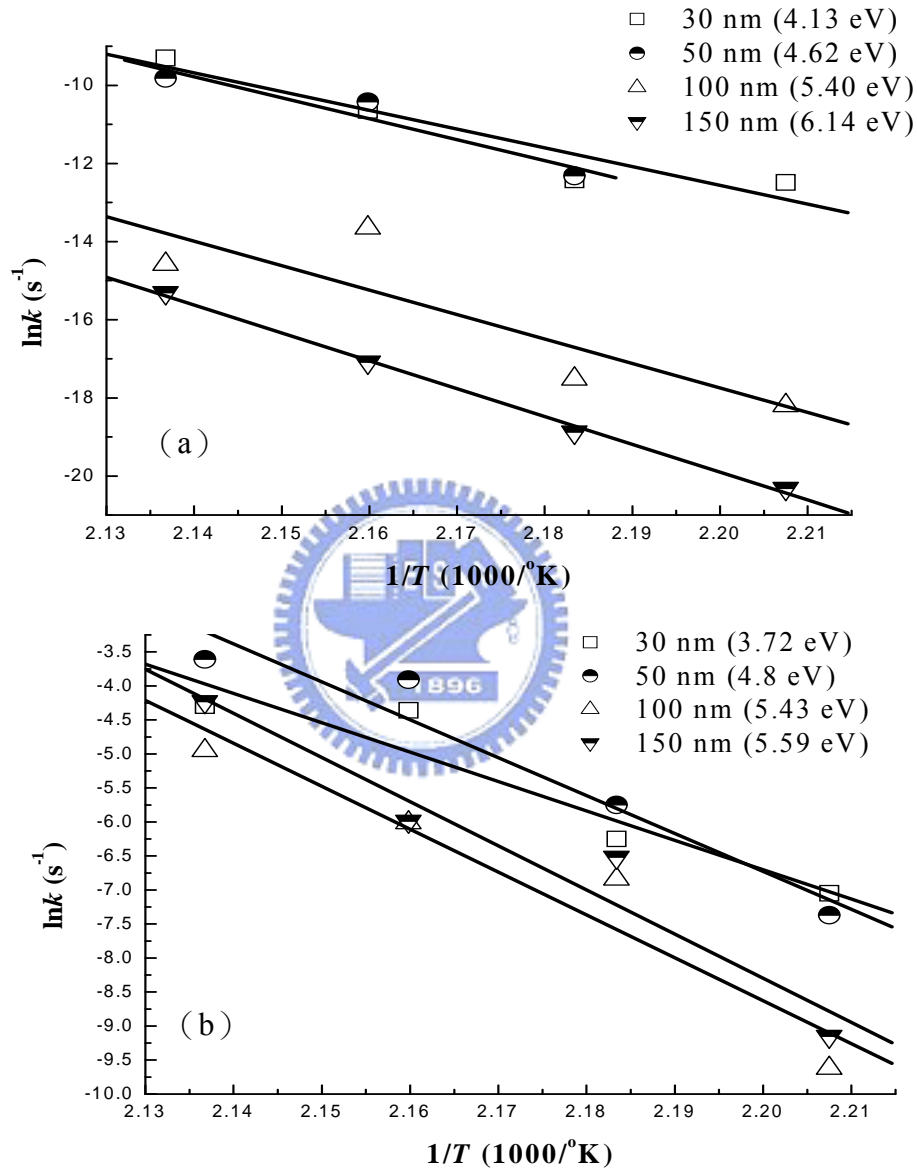 30 nm (4.13 eV)
50 nm (4.62 eV)
100 nm (5.40 eV)
150 nm (6.14 eV)
-10
-12
-14
-16
-18
-20
lnk (s⁻¹)
(a)
2.13 2.14 2.15 2.16 2.17 2.18 2.19 2.20 2.21
1/T (1000/°K)
30 nm (3.72 eV)
50 nm (4.8 eV)
100 nm (5.43 eV)
150 nm (5.59 eV)
1896
-3.5
-4.0
-4.5
-5.0
-5.5
-6.0
-6.5
-7.0
-7.5
-8.0
-8.5
-9.0
-9.5
-10.0
lnk (s⁻¹)
(b)
2.13 2.14 2.15 2.16 2.17 2.18 2.19 2.20 2.21
1/T (1000/°K)